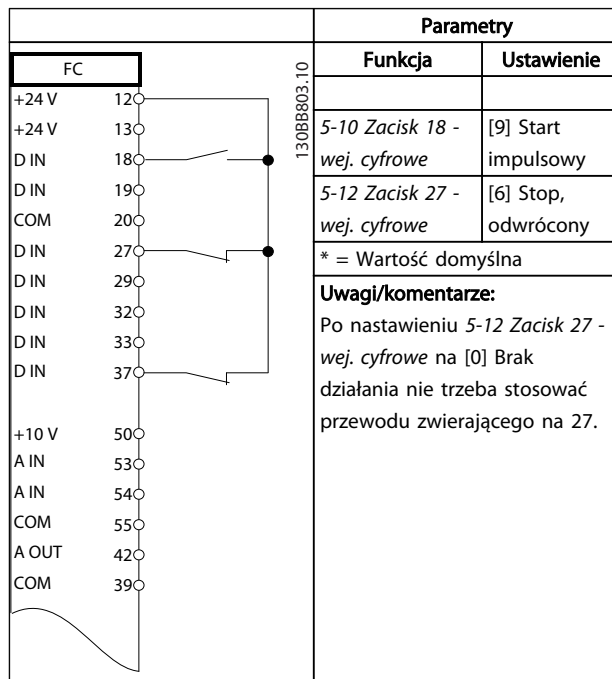 FC
+24 V 12
+24 V 13
D IN 18
D IN 19
COM 20
D IN 27
D IN 29
D IN 32
D IN 33
D IN 37
+10 V 50
A IN 53
A IN 54
COM 55
A OUT 42
COM 39
130BB803.10
Parametry
Funkcja Ustawienie
5-10 Zacisk 18 - [9] Start
wej. cyfrowe impulsowy
5-12 Zacisk 27 - [6] Stop,
wej. cyfrowe odwrócony
* = Wartość domyślna
Uwagi/komentarze:
Po nastawieniu 5-12 Zacisk 27 -
wej. cyfrowe na [0] Brak
działania nie trzeba stosować
przewodu zwierającego na 27.